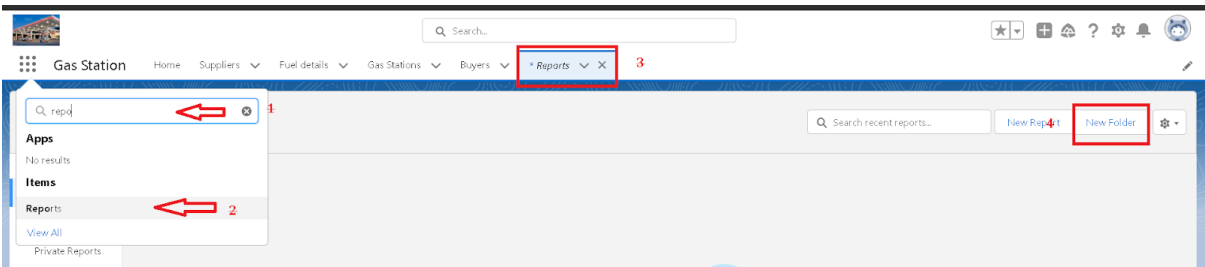 Search...
Gas Station Home Suppliers Fuel details Gas Stations Buyers * Reports 3
repo 1
Search recent reports... New Report 4 New Folder
Apps
No results
Items
Reports 2
View All
Private Reports